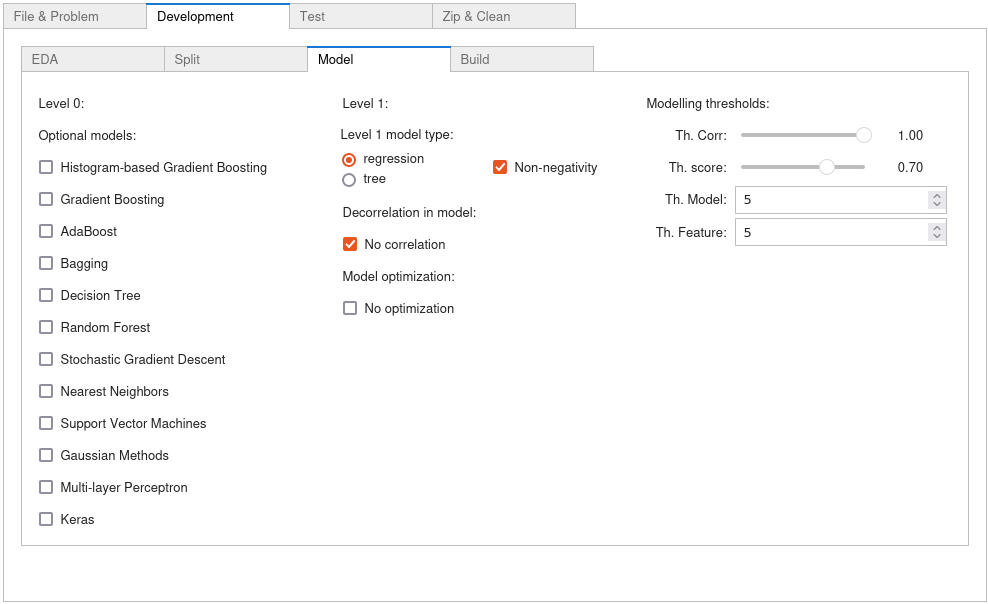 File & Problem
Development
Test
Zip & Clean
EDA
Split
Model
Build
Level 0:
Optional models:
Histogram-based Gradient Boosting
Gradient Boosting
AdaBoost
Bagging
Decision Tree
Random Forest
Stochastic Gradient Descent
Nearest Neighbors
Support Vector Machines
Gaussian Methods
Multi-layer Perceptron
Keras
Level 1:
Level 1 model type:
regression
tree
Non-negativity
Decorrelation in model:
No correlation
Model optimization:
No optimization
Modelling thresholds:
Th. Corr: 1.00
Th. score: 0.70
Th. Model: 5
Th. Feature: 5